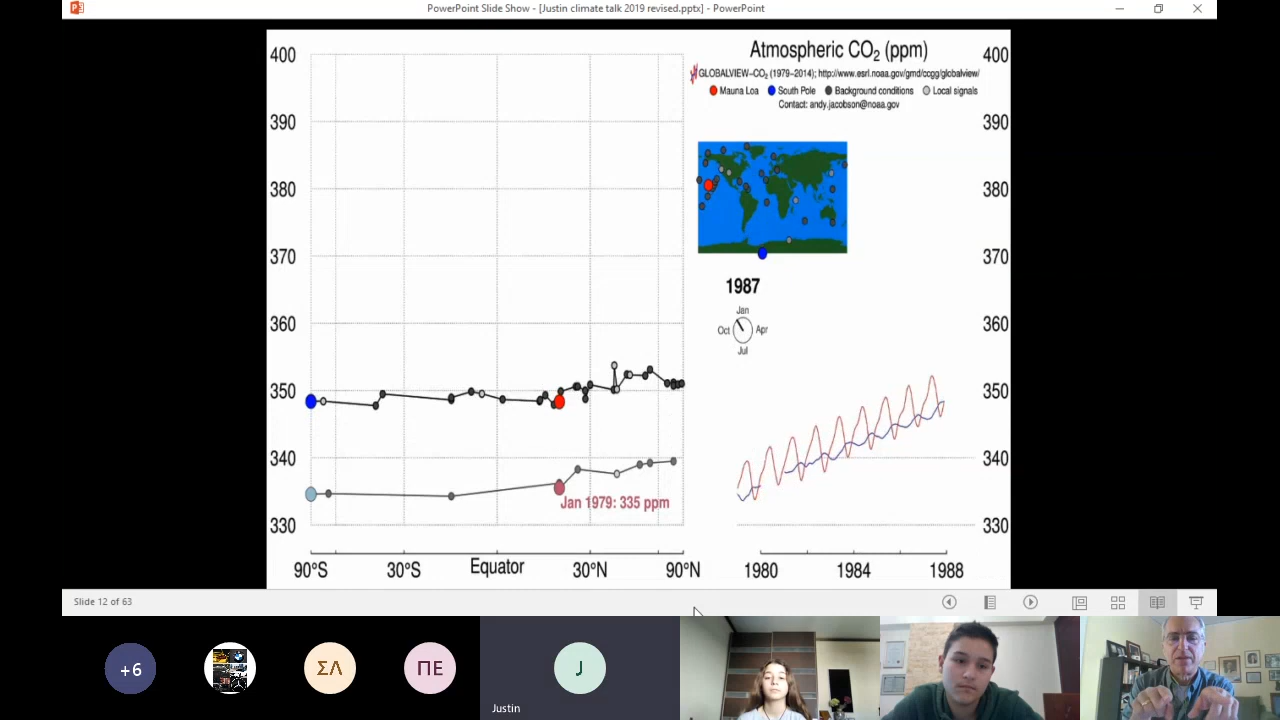 PowerPoint Slide Show - [Justin climate talk 2019 revised.pptx] - PowerPoint
Atmospheric CO₂ (ppm)
GLOBALVIEW-CO₂ (1979-2014); http://www.esrl.noaa.gov/gmd/ccgg/globalview/
Mauna Loa South Pole Background conditions Local signals
Contact: andy.jacobson@noaa.gov
400
390
380
370
360
350
340
330
400
390
380
370
360
350
340
330
1987
Jan
Oct Apr
Jul
Jan 1979: 335 ppm
90°S 30°S Equator 30°N 90°N
1980 1984 1988
Slide 12 of 63
+6
ΣΛ
ΠΕ
J
Justin